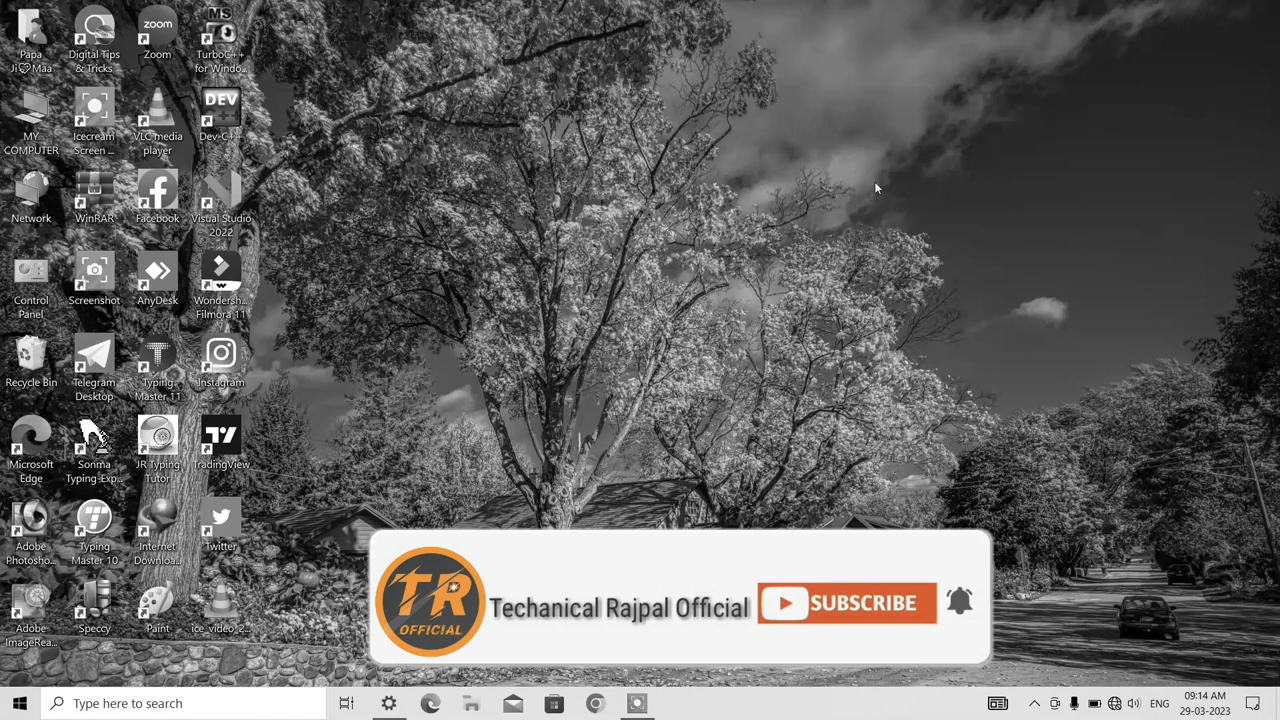 Papa
Ji♡Maa
Digital Tips
& Tricks
zoom
Zoom
MS
TurboC++
for Windo...
MY
COMPUTER
Icecream
Screen ...
VLC media
player
DEV
Dev-C++
Network
WinRAR
Facebook
Visual Studio
2022
Control
Panel
Screenshot
AnyDesk
Wondersh...
Filmora 11
Recycle Bin
Telegram
Desktop
Typing
Master 11
Instagram
Microsoft
Edge
Sonma
Typing-Exp...
JR Typing
Tutor
TradingView
Adobe
Photosho...
Typing
Master 10
Internet
Downloa...
Twitter
Adobe
ImageRea...
Speccy
Paint
ice_video_2...
TR
OFFICIAL
Techanical Rajpal Official
SUBSCRIBE
Type here to search
ENG
09:14 AM
29-03-2023